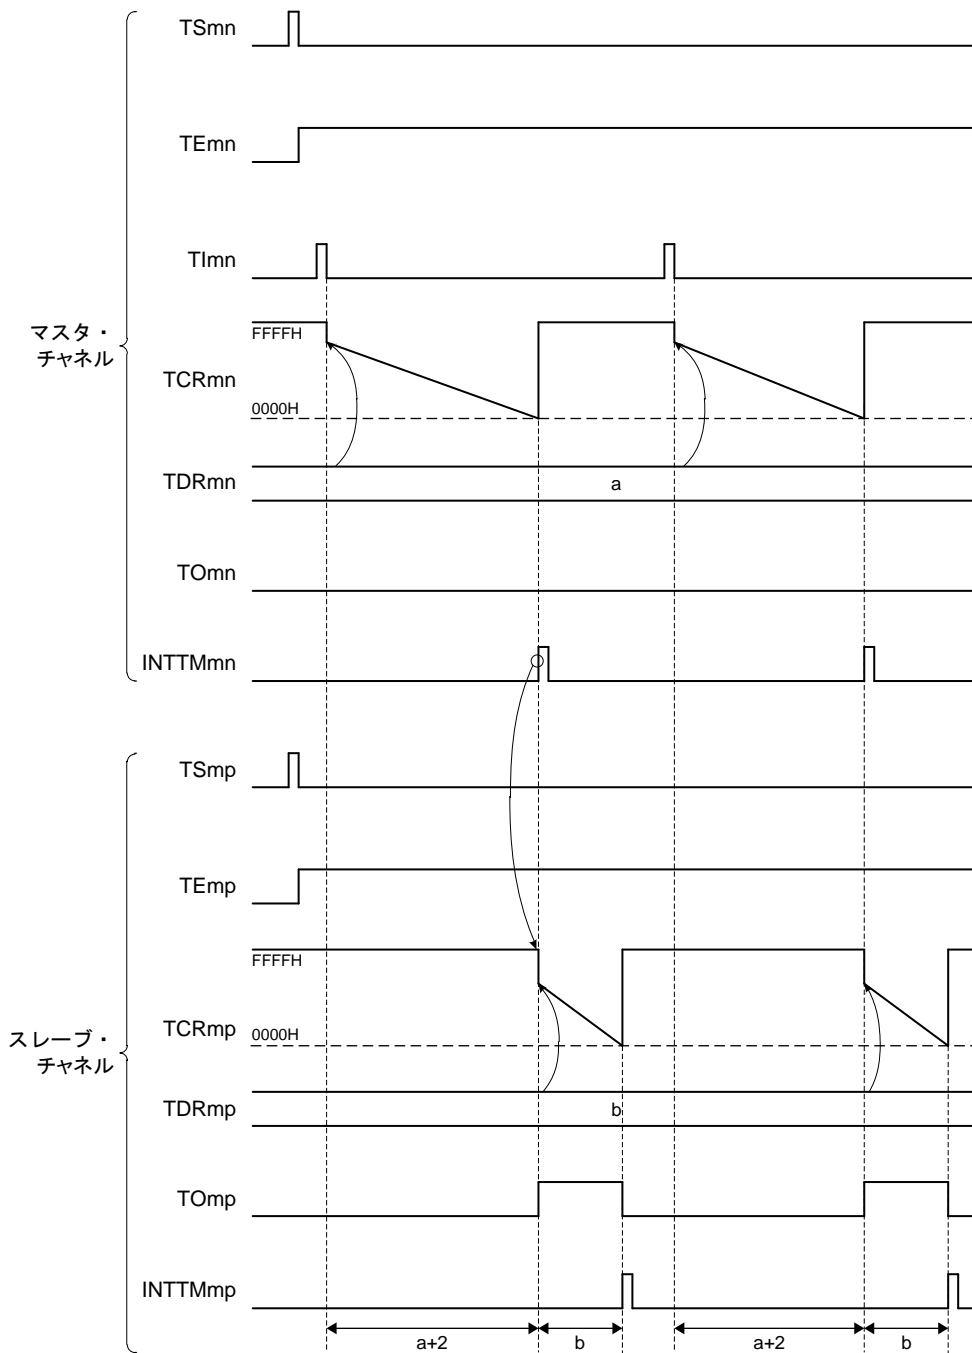 TSmn
TEmn
TImn
マスタ・
チャネル
FFFFH
TCRmn
0000H
TDRmn
a
TOmn
INTTMmn
TSmp
TEmp
FFFFH
スレーブ・
チャネル
TCRmp
0000H
TDRmp
b
TOmp
INTTMmp
a+2
b
a+2
b